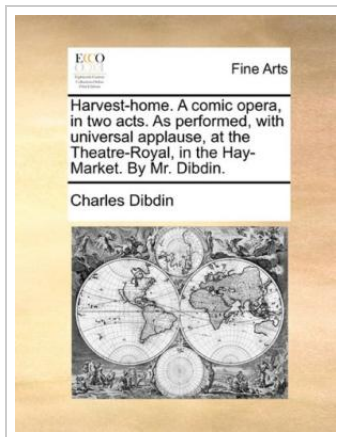 ECCO
Fine Arts
Harvest-home. A comic opera,
in two acts. As performed, with
universal applause, at the
Theatre-Royal, in the Hay-
Market. By Mr. Dibdin.
Charles Dibdin